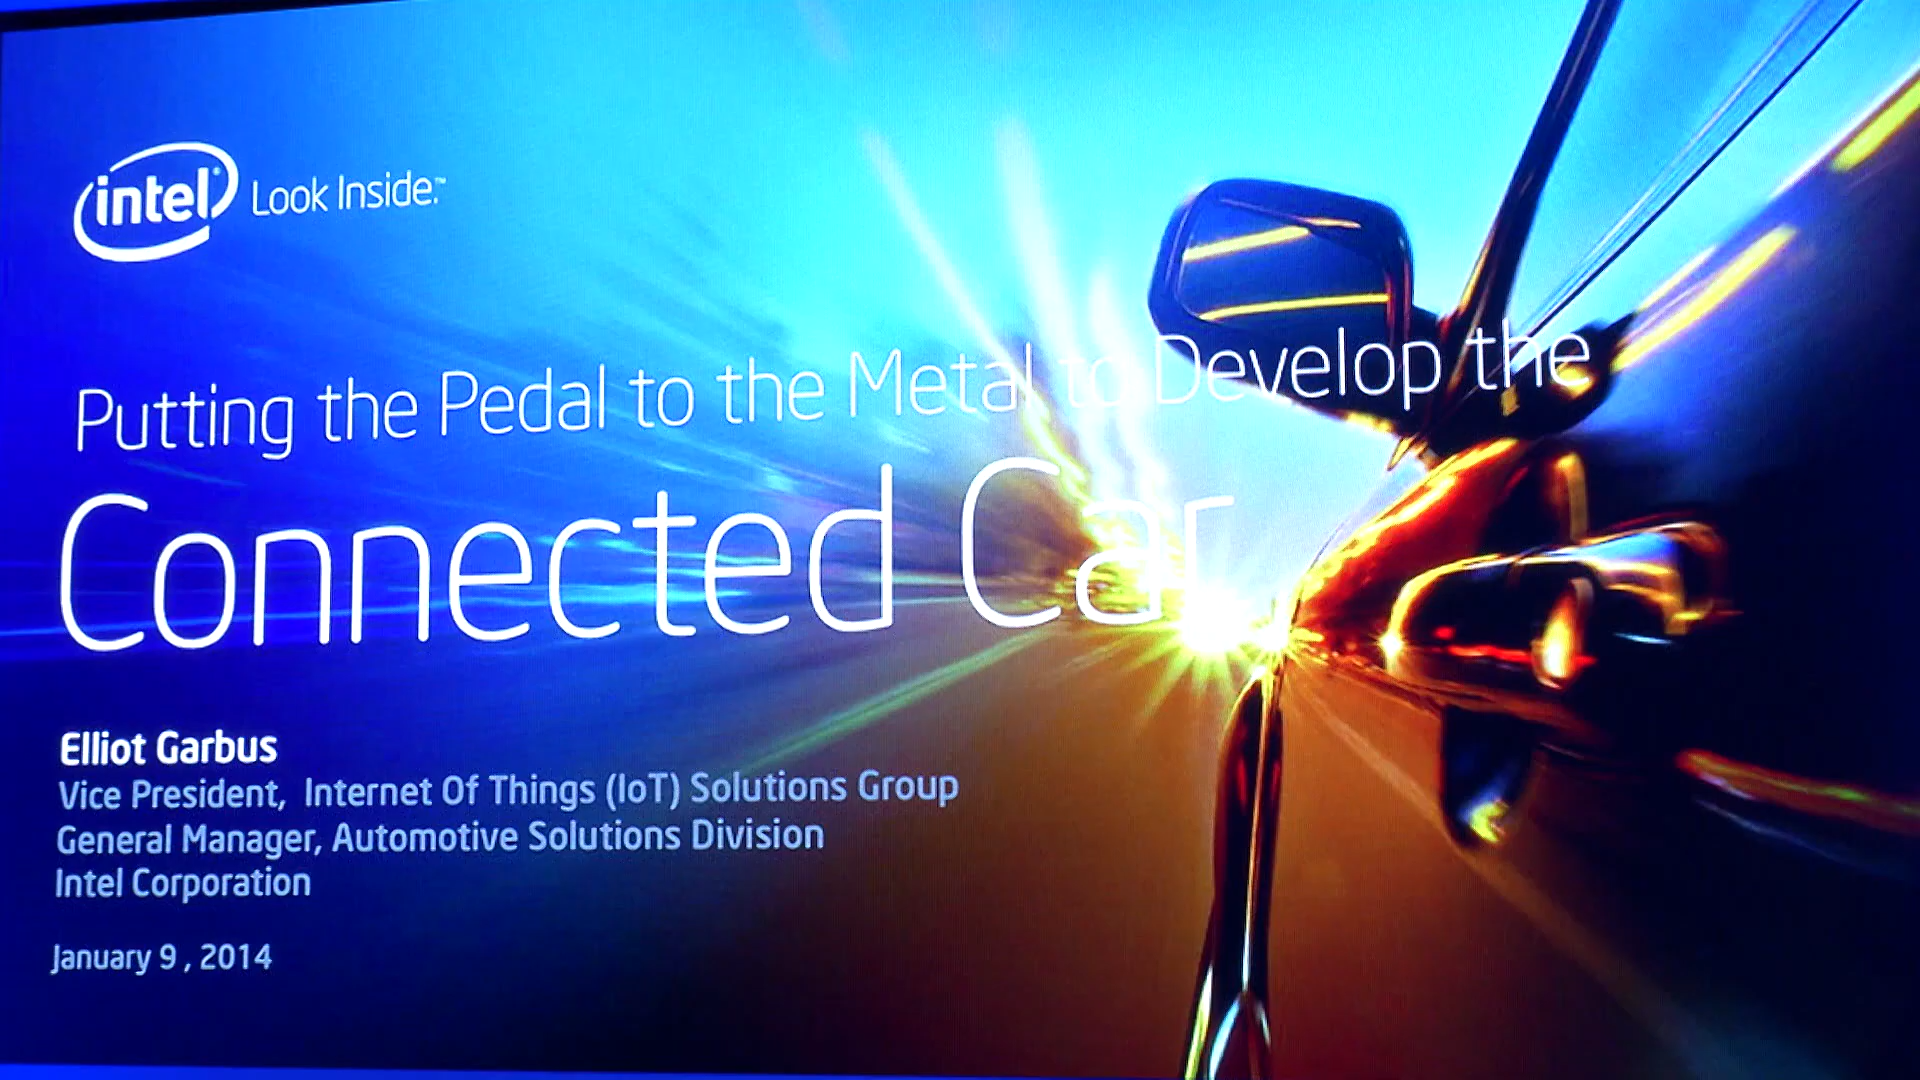 intel® Look Inside.™
Putting the Pedal to the Metal to Develop the
Connected Car
Elliot Garbus
Vice President, Internet Of Things (IoT) Solutions Group
General Manager, Automotive Solutions Division
Intel Corporation
January 9 , 2014